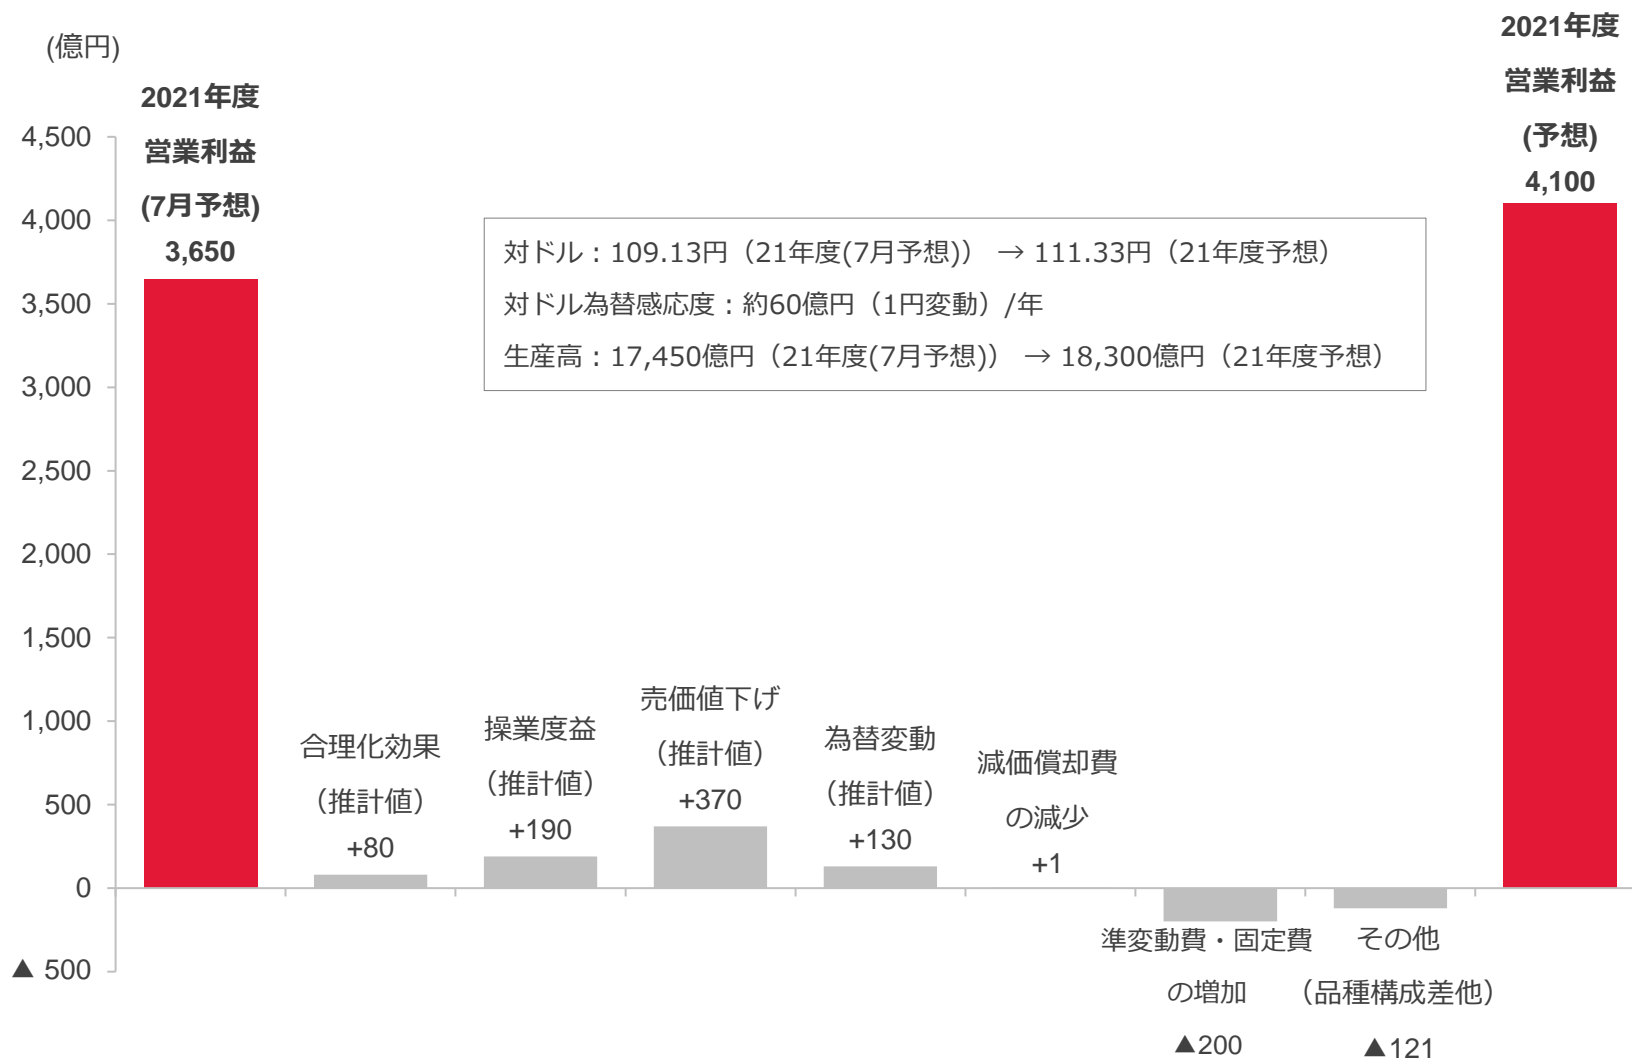 (億円)
2021年度
営業利益
(7月予想)
3,650
2021年度
営業利益
(予想)
4,100
4,500
4,000
3,500
3,000
2,500
2,000
1,500
1,000
500
0
▲ 500
対ドル：109.13円（21年度(7月予想)） → 111.33円（21年度予想）
対ドル為替感応度：約60億円（1円変動）/年
生産高：17,450億円（21年度(7月予想)） → 18,300億円（21年度予想）
合理化効果
（推計値）
+80
操業度益
（推計値）
+190
売価値下げ
（推計値）
+370
為替変動
（推計値）
+130
減価償却費
の減少
+1
準変動費・固定費
の増加
▲200
その他
（品種構成差他）
▲121